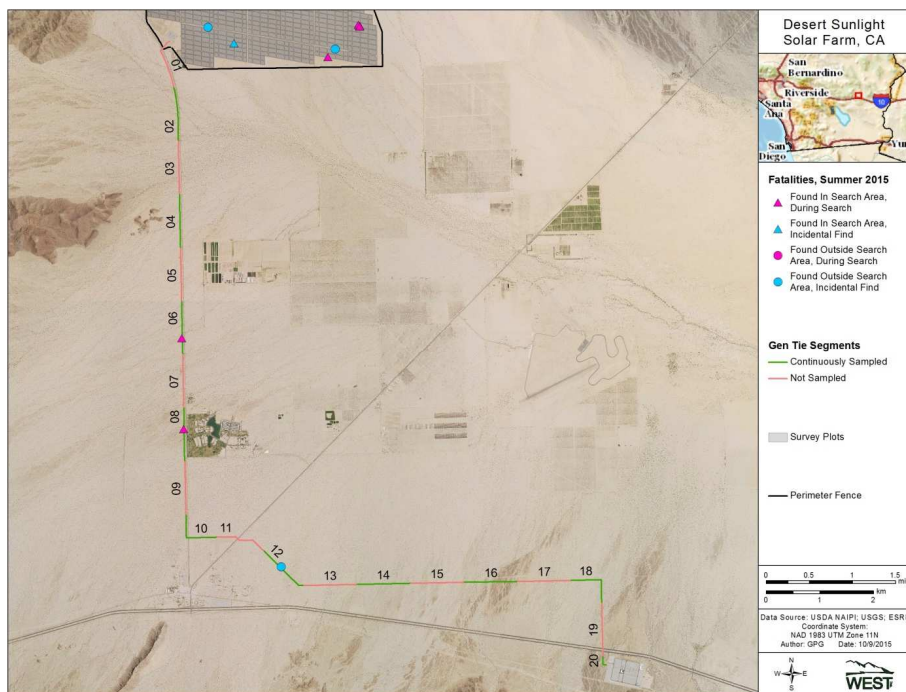 Desert Sunlight
Solar Farm, CA
San
Bernardino
Riverside
Santa
Ana
10
San
Diego
Yu
Fatalities, Summer 2015
Found In Search Area,
During Search
Found In Search Area,
Incidental Find
Found Outside Search
Area, During Search
Found Outside Search
Area, Incidental Find
Gen Tie Segments
Continuously Sampled
Not Sampled
Survey Plots
Perimeter Fence
0 0.5 1 1.5
mi
km
0 1 2
Data Source: USDA NAIPI; USGS; ESRI
Coordinate System:
NAD 1983 UTM Zone 11N
Author: GPG Date: 10/9/2015
N
W E
S
WEST
01
02
03
04
05
06
07
08
09
10
11
12
13
14
15
16
17
18
19
20